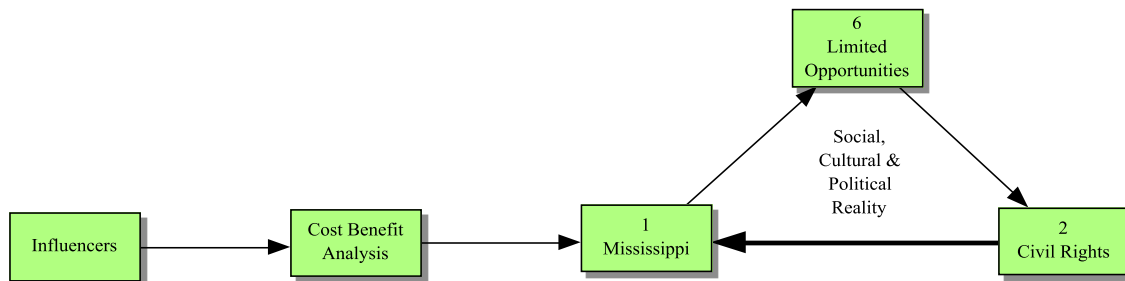 6
Limited
Opportunities
Social,
Cultural &
Political
Reality
Influencers
Cost Benefit
Analysis
1
Mississippi
2
Civil Rights